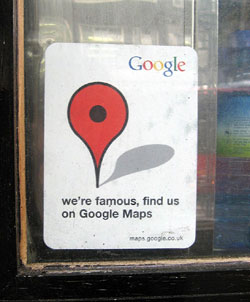 Google
we're famous, find us
on Google Maps
maps.google.co.uk